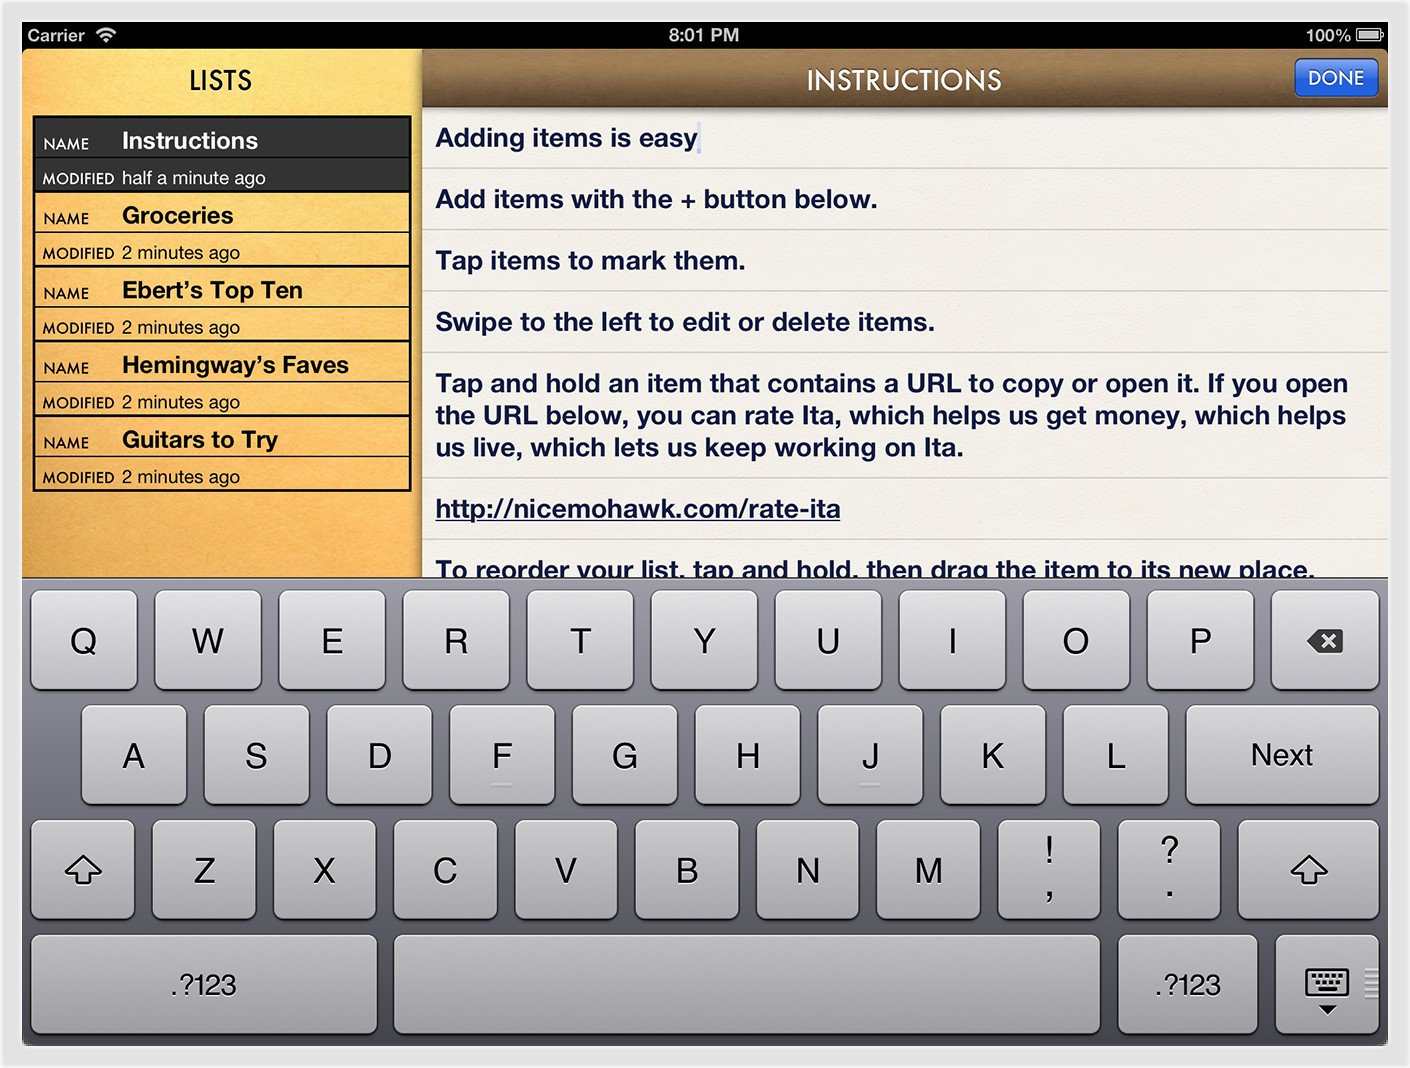 Carrier 8:01 PM 100%
LISTS
NAME Instructions
MODIFIED half a minute ago
NAME Groceries
MODIFIED 2 minutes ago
NAME Ebert’s Top Ten
MODIFIED 2 minutes ago
NAME Hemingway’s Faves
MODIFIED 2 minutes ago
NAME Guitars to Try
MODIFIED 2 minutes ago
INSTRUCTIONS DONE
Adding items is easy
Add items with the + button below.
Tap items to mark them.
Swipe to the left to edit or delete items.
Tap and hold an item that contains a URL to copy or open it. If you open
the URL below, you can rate Ita, which helps us get money, which helps
us live, which lets us keep working on Ita.
http://nicemohawk.com/rate-ita
To reorder your list, tap and hold, then drag the item to its new place.
Q W E R T Y U I O P
A S D F G H J K L Next
Z X C V B N M ! , ? .
.?123 .?123